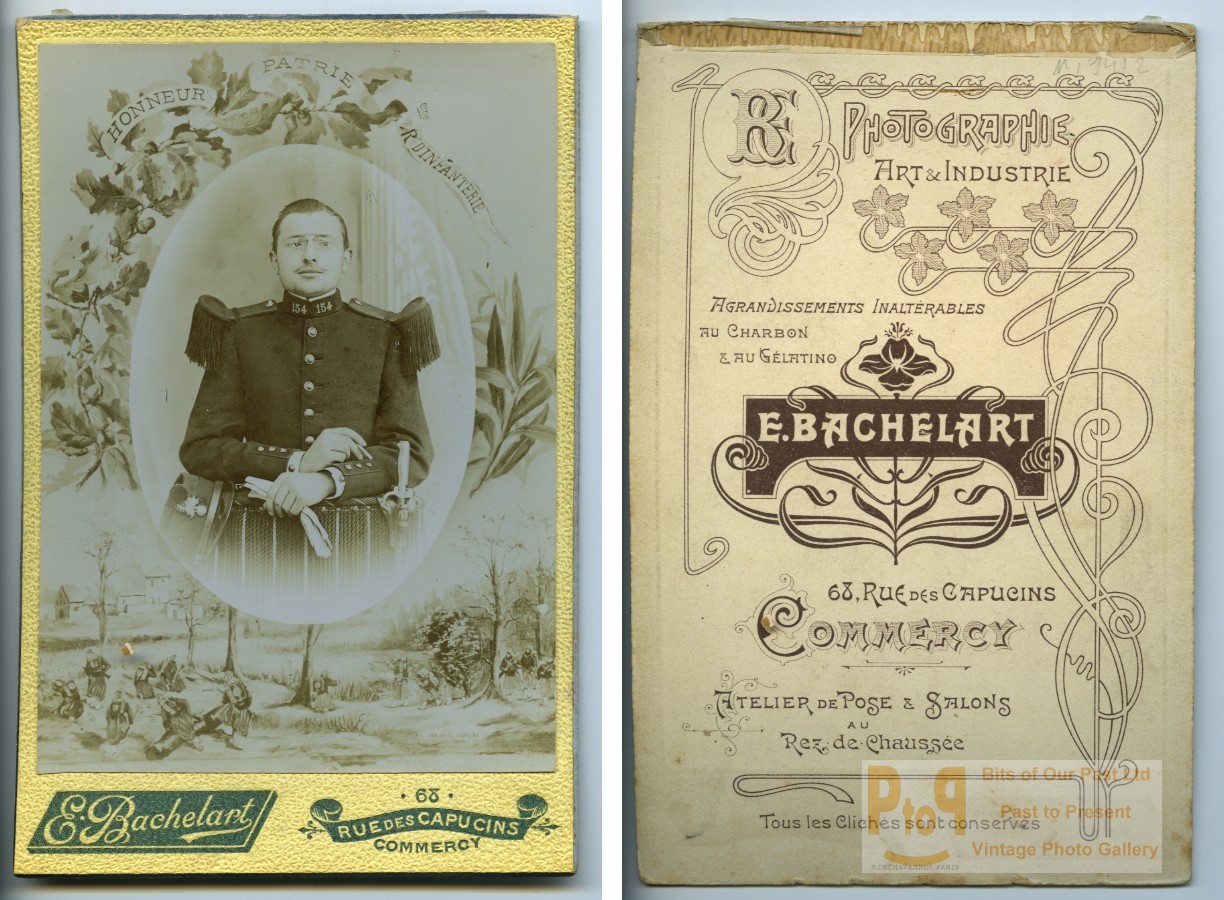 HONNEUR
PATRIE
R. D'INFANTERIE
154 154
E. Bachelart
68
RUE DES CAPUCINS
COMMERCY
RE
PHOTOGRAPHIE
ART & INDUSTRIE
AGRANDISSEMENTS INALTÉRABLES
AU CHARBON
& AU GÉLATINO
E. BACHELART
68, RUE DES CAPUCINS
COMMERCY
ATELIER DE POSE & SALONS
AU
REZ-de-Chaussée
Tous les Clichés sont conservés
PtoP
Bits of Our Past Ltd
Past to Present
Vintage Photo Gallery